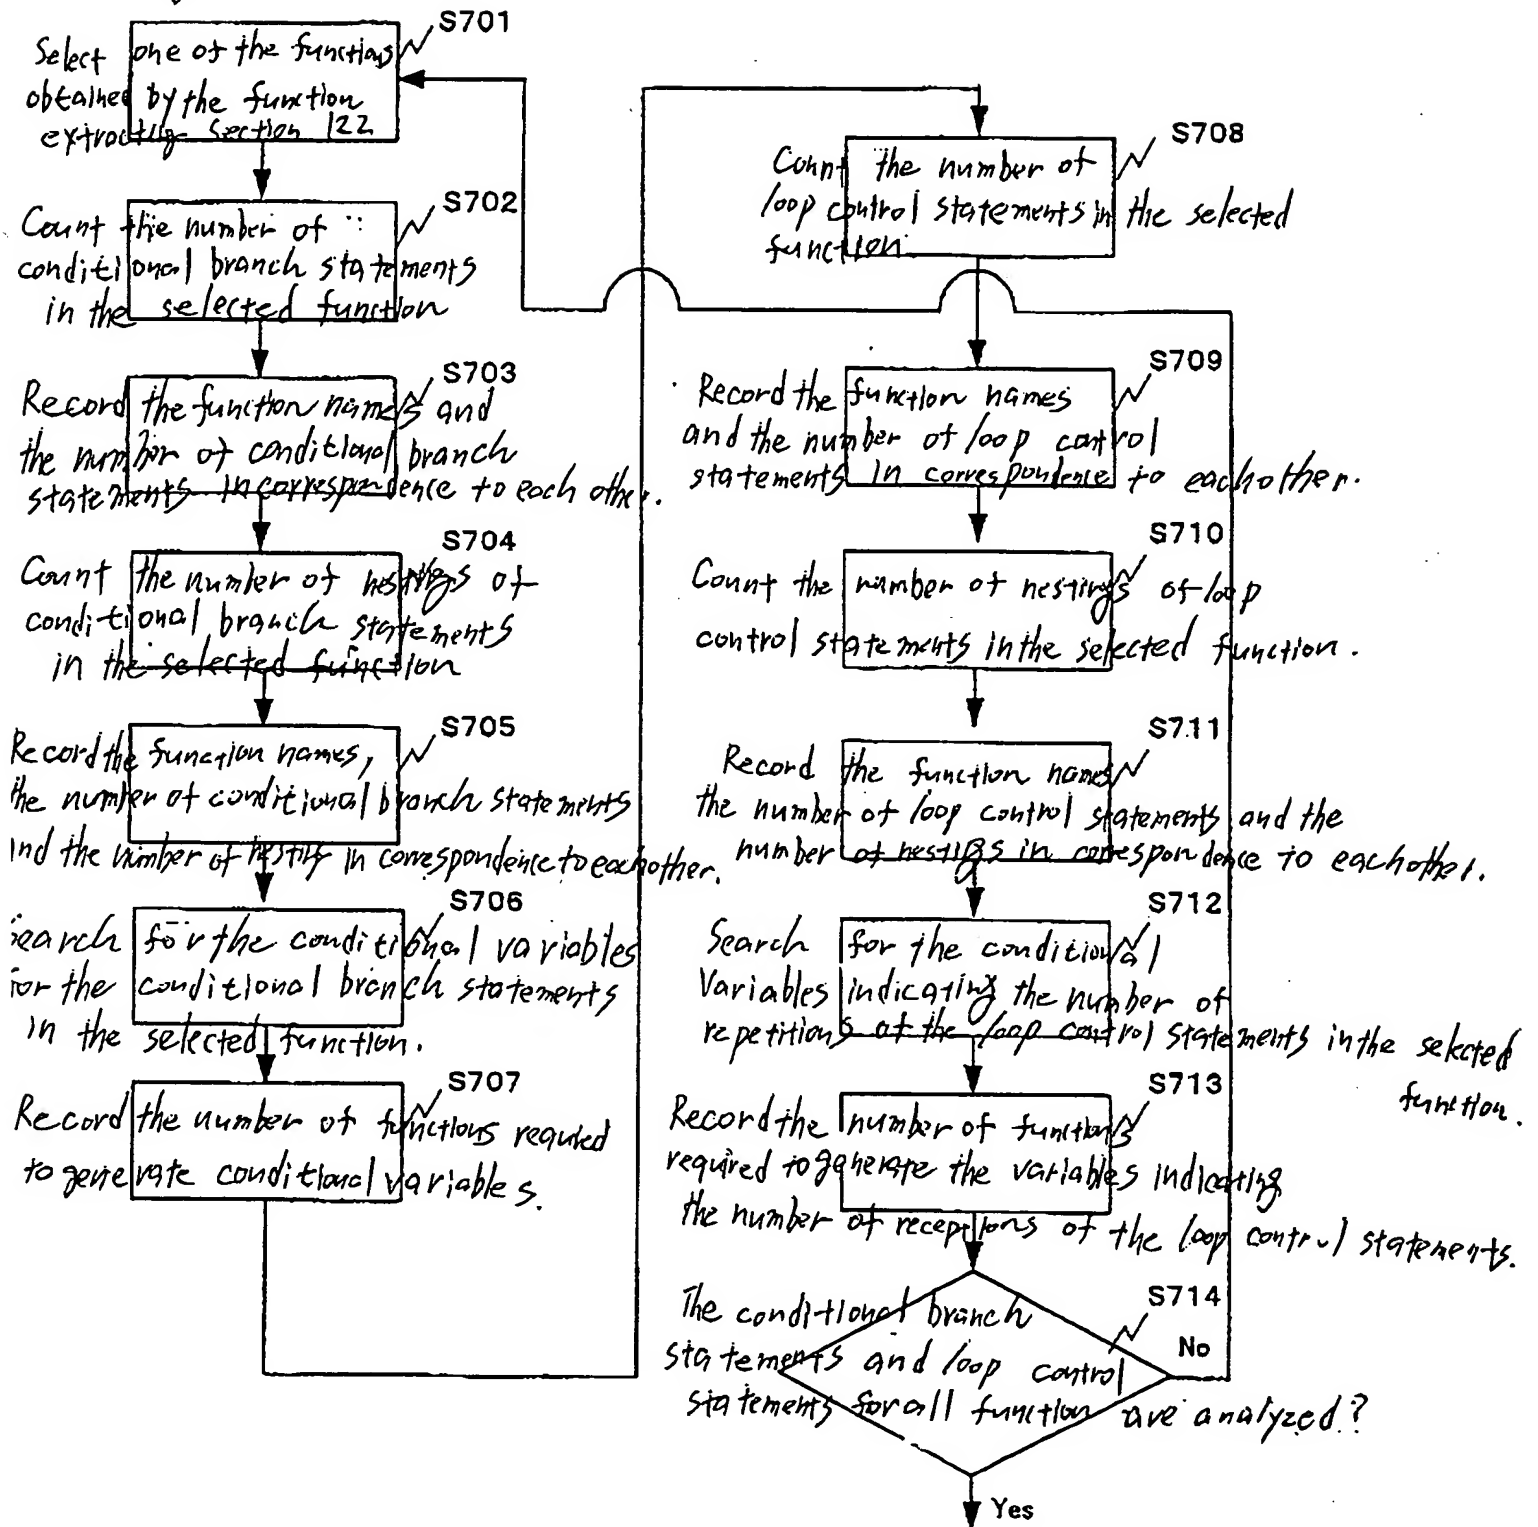 S701
Select one of the functions
obtained by the function
extracting section 122
S702
Count the number of
conditional branch statements
in the selected function
S703
Record the function names and
the number of conditional branch
statements in correspondence to each other.
S704
Count the number of nestings of
conditional branch statements
in the selected function
S705
Record the function names,
the number of conditional branch statements
and the number of nesting in correspondence to each other.
S706
Search for the conditional variables
for the conditional branch statements
in the selected function.
S707
Record the number of functions required
to generate conditional variables.
S708
Count the number of
loop control statements in the selected
function.
S709
Record the function names
and the number of loop control
statements in correspondence to each other.
S710
Count the number of nestings of loop
control statements in the selected function.
S711
Record the function names
the number of loop control statements and the
number of nestings in correspondence to each other.
S712
Search for the conditional
variables indicating the number of
repetitions of the loop control statements in the selected
function.
S713
Record the number of functions
required to generate the variables indicating
the number of receptions of the loop control statements.
S714
The conditional branch
statements and loop control
statements for all function are analyzed?
No
Yes